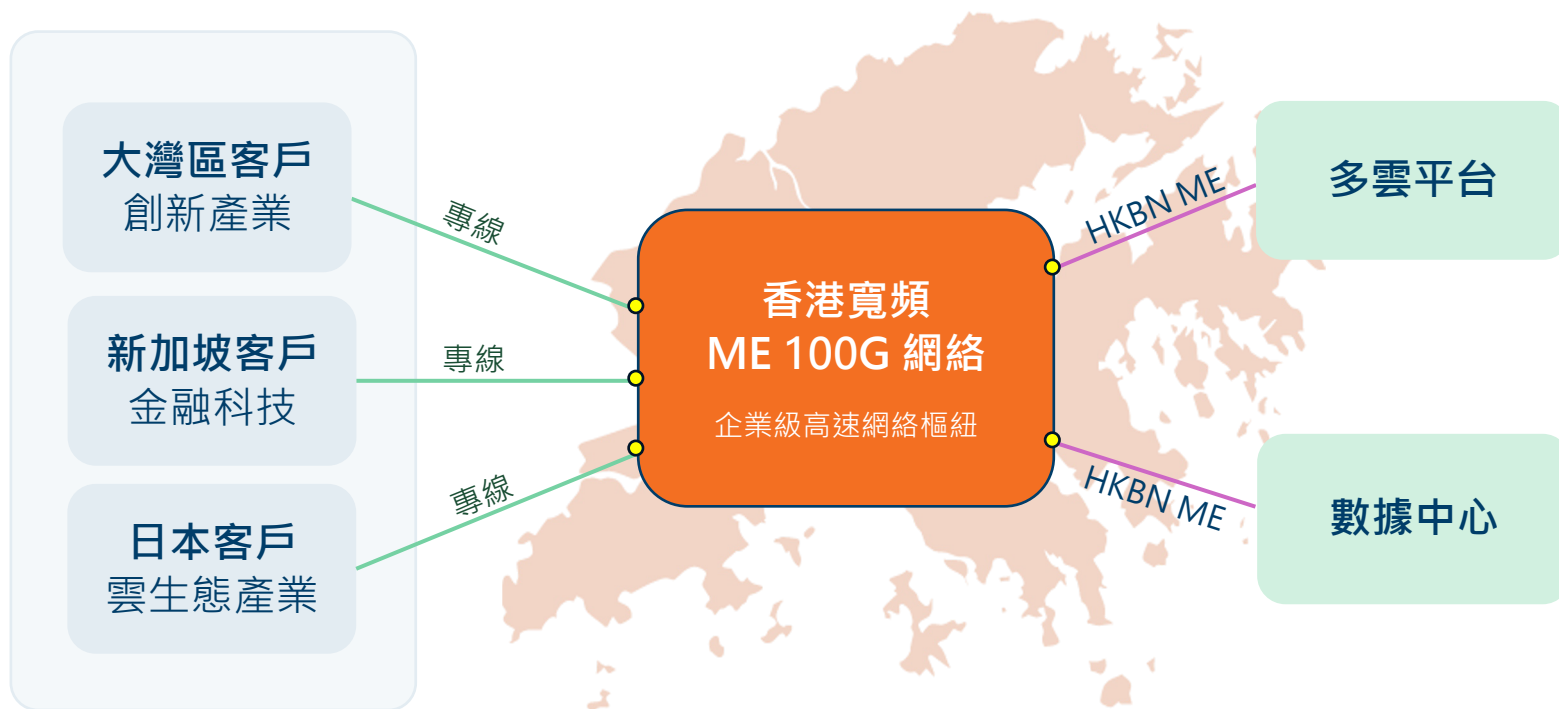 大灣區客戶
創新產業
新加坡客戶
金融科技
日本客戶
雲生態產業
專線
專線
專線
香港寬頻
ME 100G 網絡
企業級高速網絡樞紐
HKBN ME
HKBN ME
多雲平台
數據中心